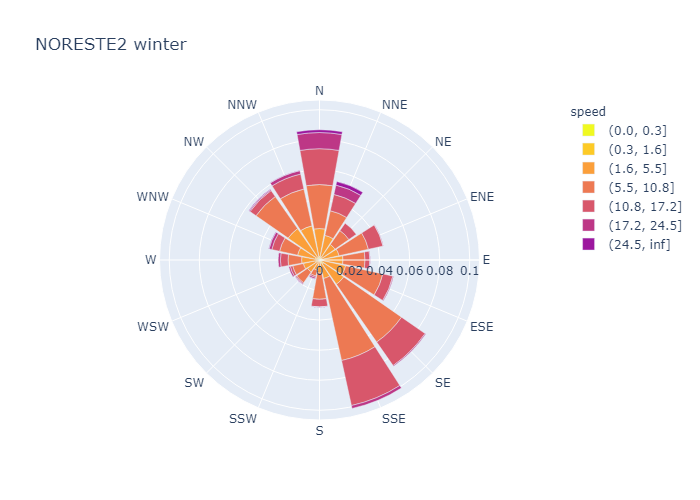 NORESTE2 winter
N
NNE
NE
ENE
E
ESE
SE
SSE
S
SSW
SW
WSW
W
WNW
NW
NNW
0 0.02 0.04 0.06 0.08 0.1
speed
(0.0, 0.3]
(0.3, 1.6]
(1.6, 5.5]
(5.5, 10.8]
(10.8, 17.2]
(17.2, 24.5]
(24.5, inf]